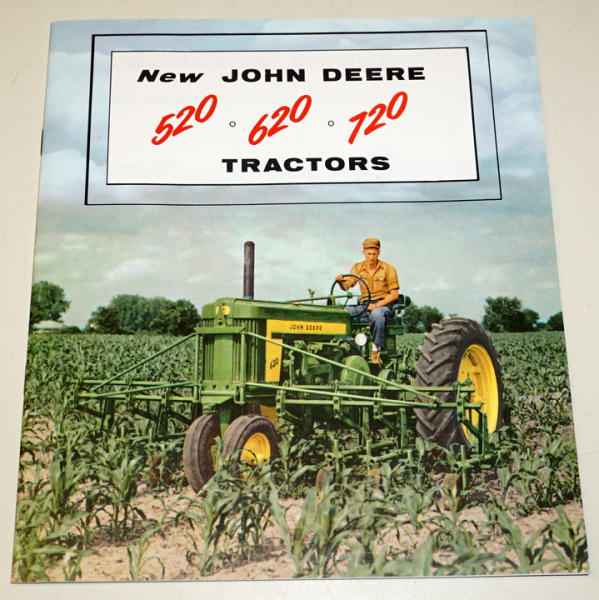 New JOHN DEERE
520 ∘ 620 ∘ 720
TRACTORS
JOHN DEERE
620